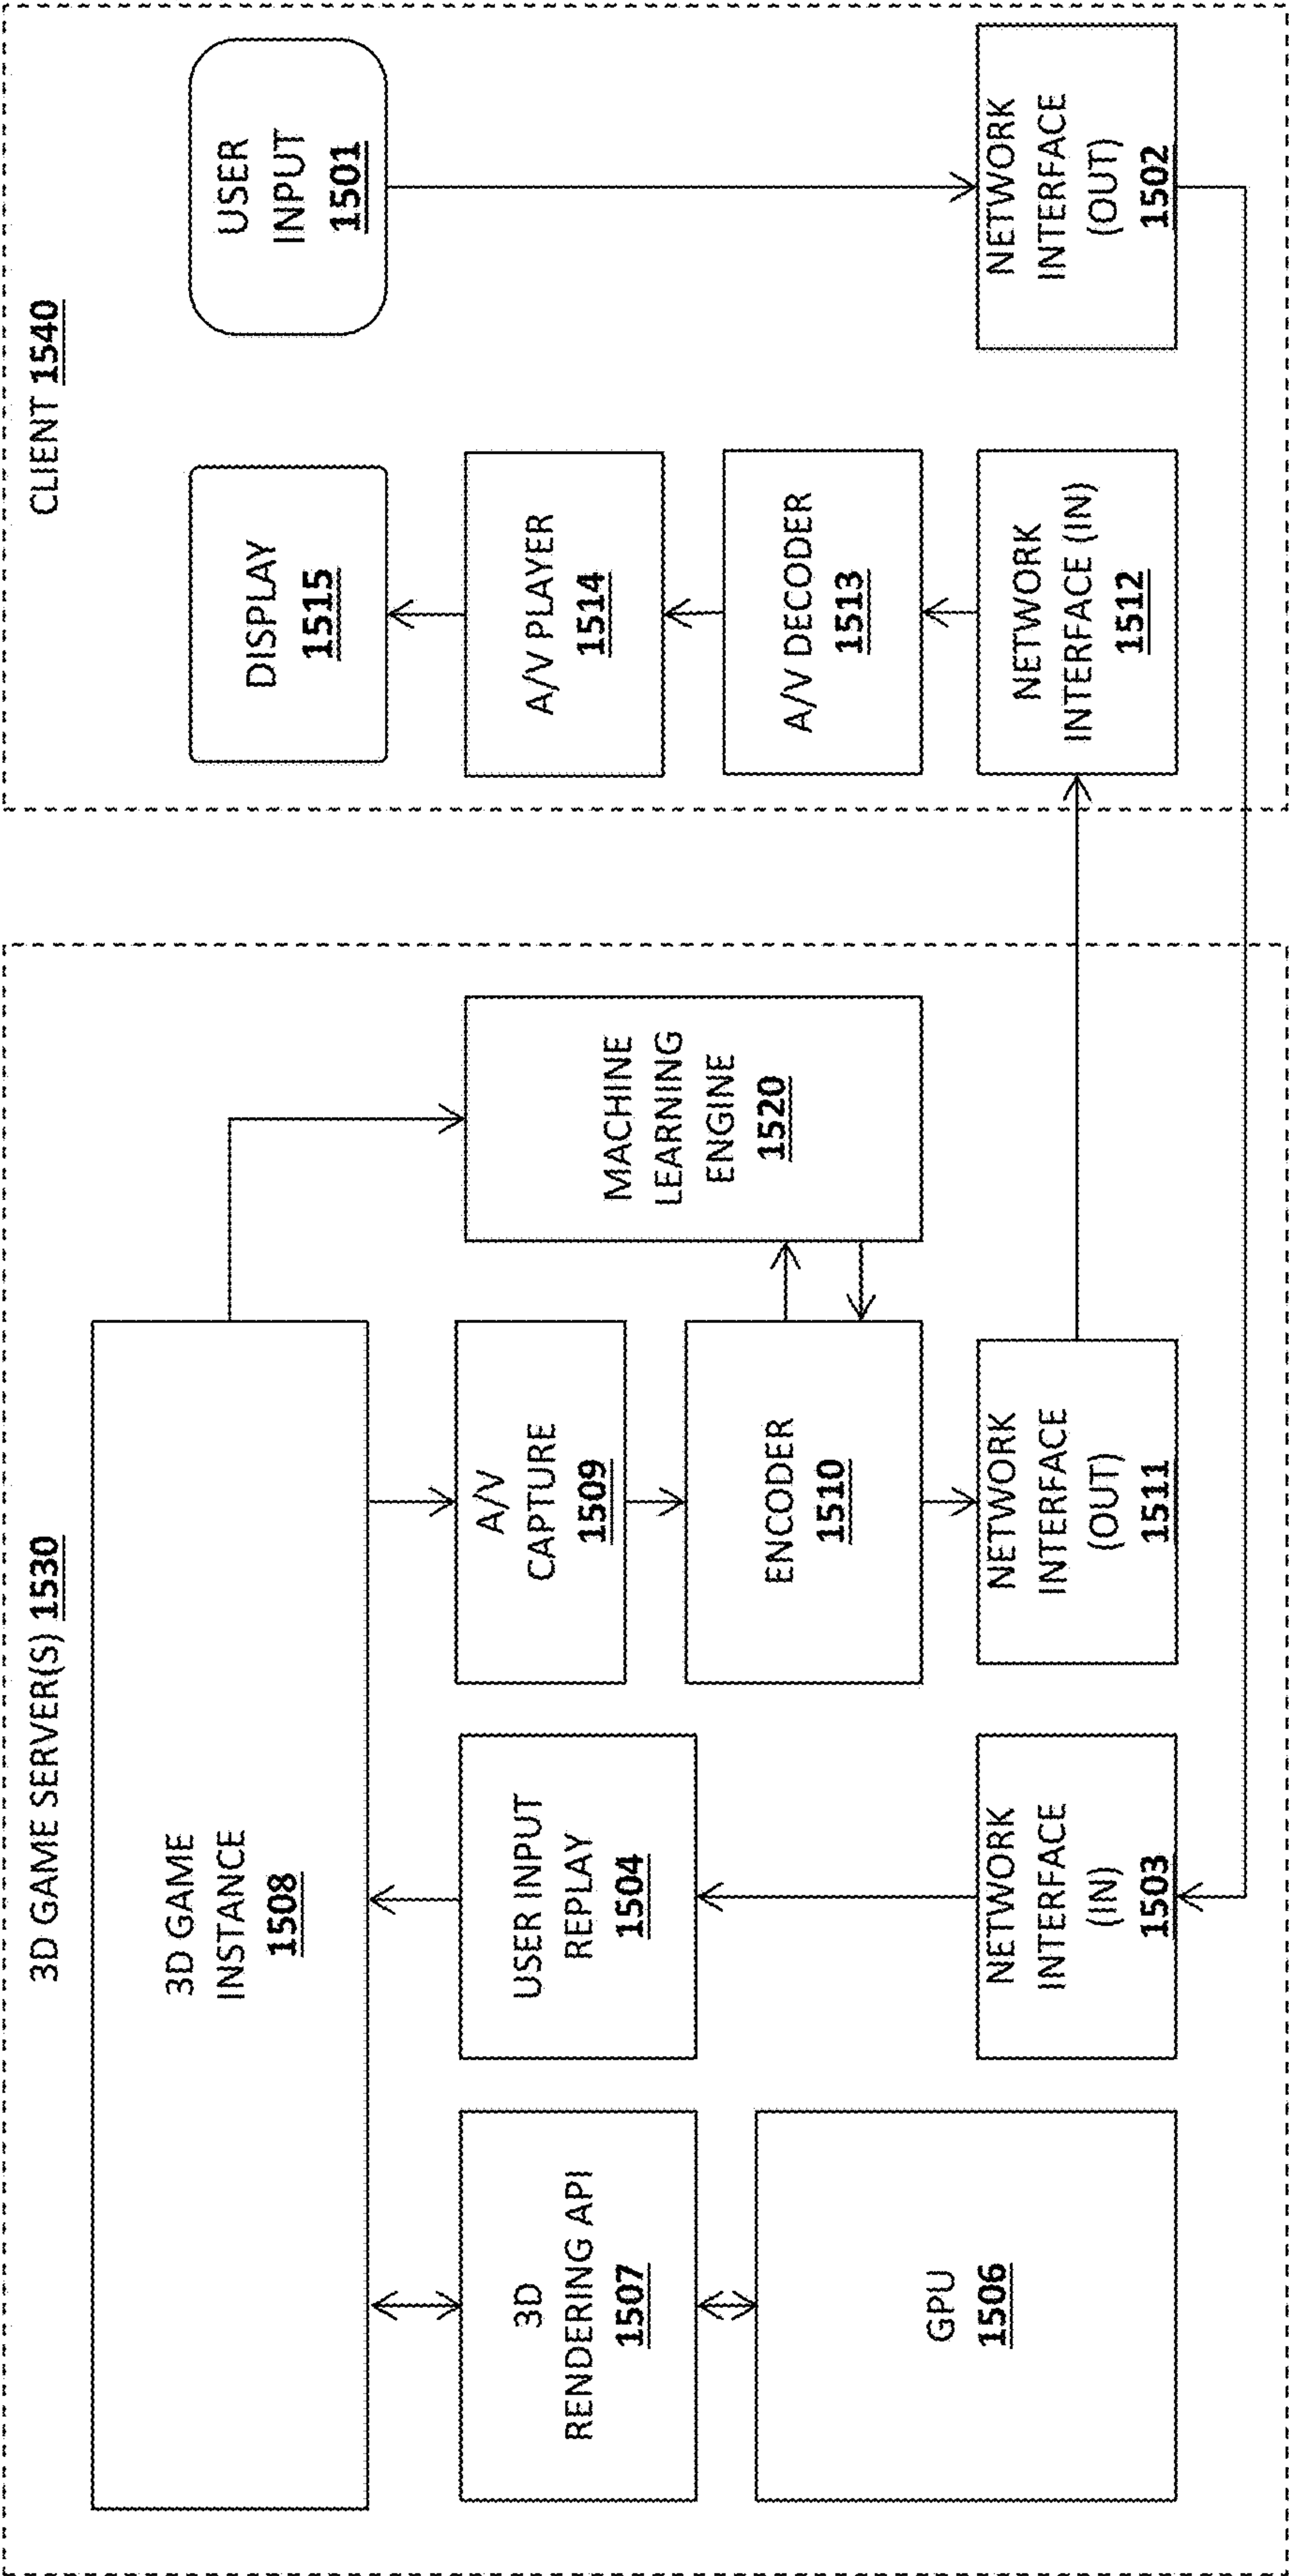 3D GAME SERVER(S) 1530
3D GAME
INSTANCE
1508
3D
RENDERING API
1507
GPU
1506
USER INPUT
REPLAY
1504
NETWORK
INTERFACE
(IN)
1503
A/V
CAPTURE
1509
ENCODER
1510
NETWORK
INTERFACE
(OUT)
1511
MACHINE
LEARNING
ENGINE
1520
CLIENT 1540
DISPLAY
1515
A/V PLAYER
1514
A/V DECODER
1513
NETWORK
INTERFACE (IN)
1512
USER
INPUT
1501
NETWORK
INTERFACE
(OUT)
1502